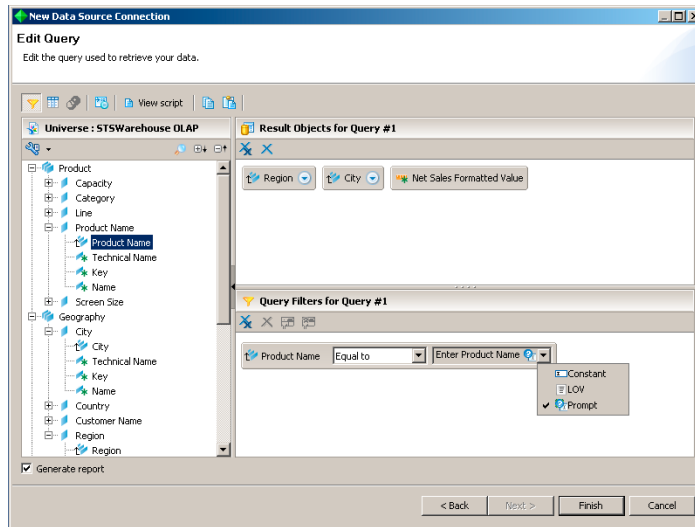 New Data Source Connection
Edit Query
Edit the query used to retrieve your data.
View script
Universe : STSWarehouse OLAP
Product
Capacity
Category
Line
Product Name
Product Name
Technical Name
Key
Name
Screen Size
Geography
City
City
Technical Name
Key
Name
Country
Customer Name
Region
Region
Generate report
Result Objects for Query #1
Region
City
Net Sales Formatted Value
Query Filters for Query #1
Product Name
Equal to
Enter Product Name
Constant
LOV
Prompt
< Back
Next >
Finish
Cancel